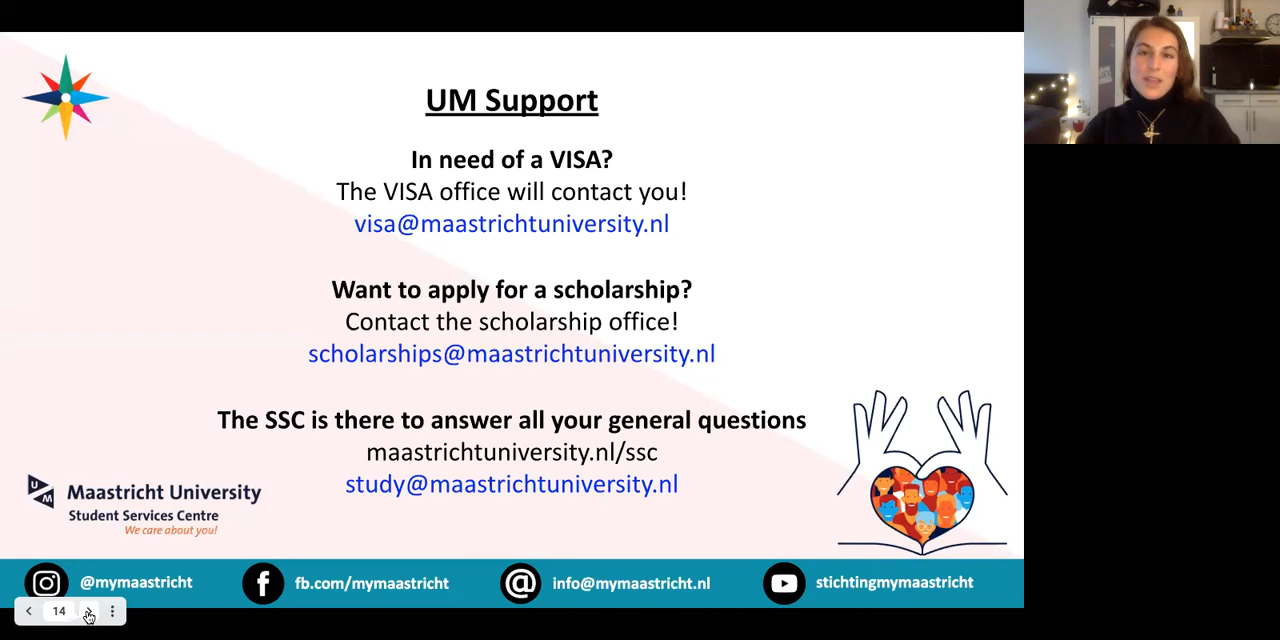 UM Support
In need of a VISA?
The VISA office will contact you!
visa@maastrichtuniversity.nl
Want to apply for a scholarship?
Contact the scholarship office!
scholarships@maastrichtuniversity.nl
The SSC is there to answer all your general questions
maastrichtuniversity.nl/ssc
study@maastrichtuniversity.nl
UM
Maastricht University
Student Services Centre
We care about you!
@mymaastricht
fb.com/mymaastricht
info@mymaastricht.nl
stichtingmymaastricht
14